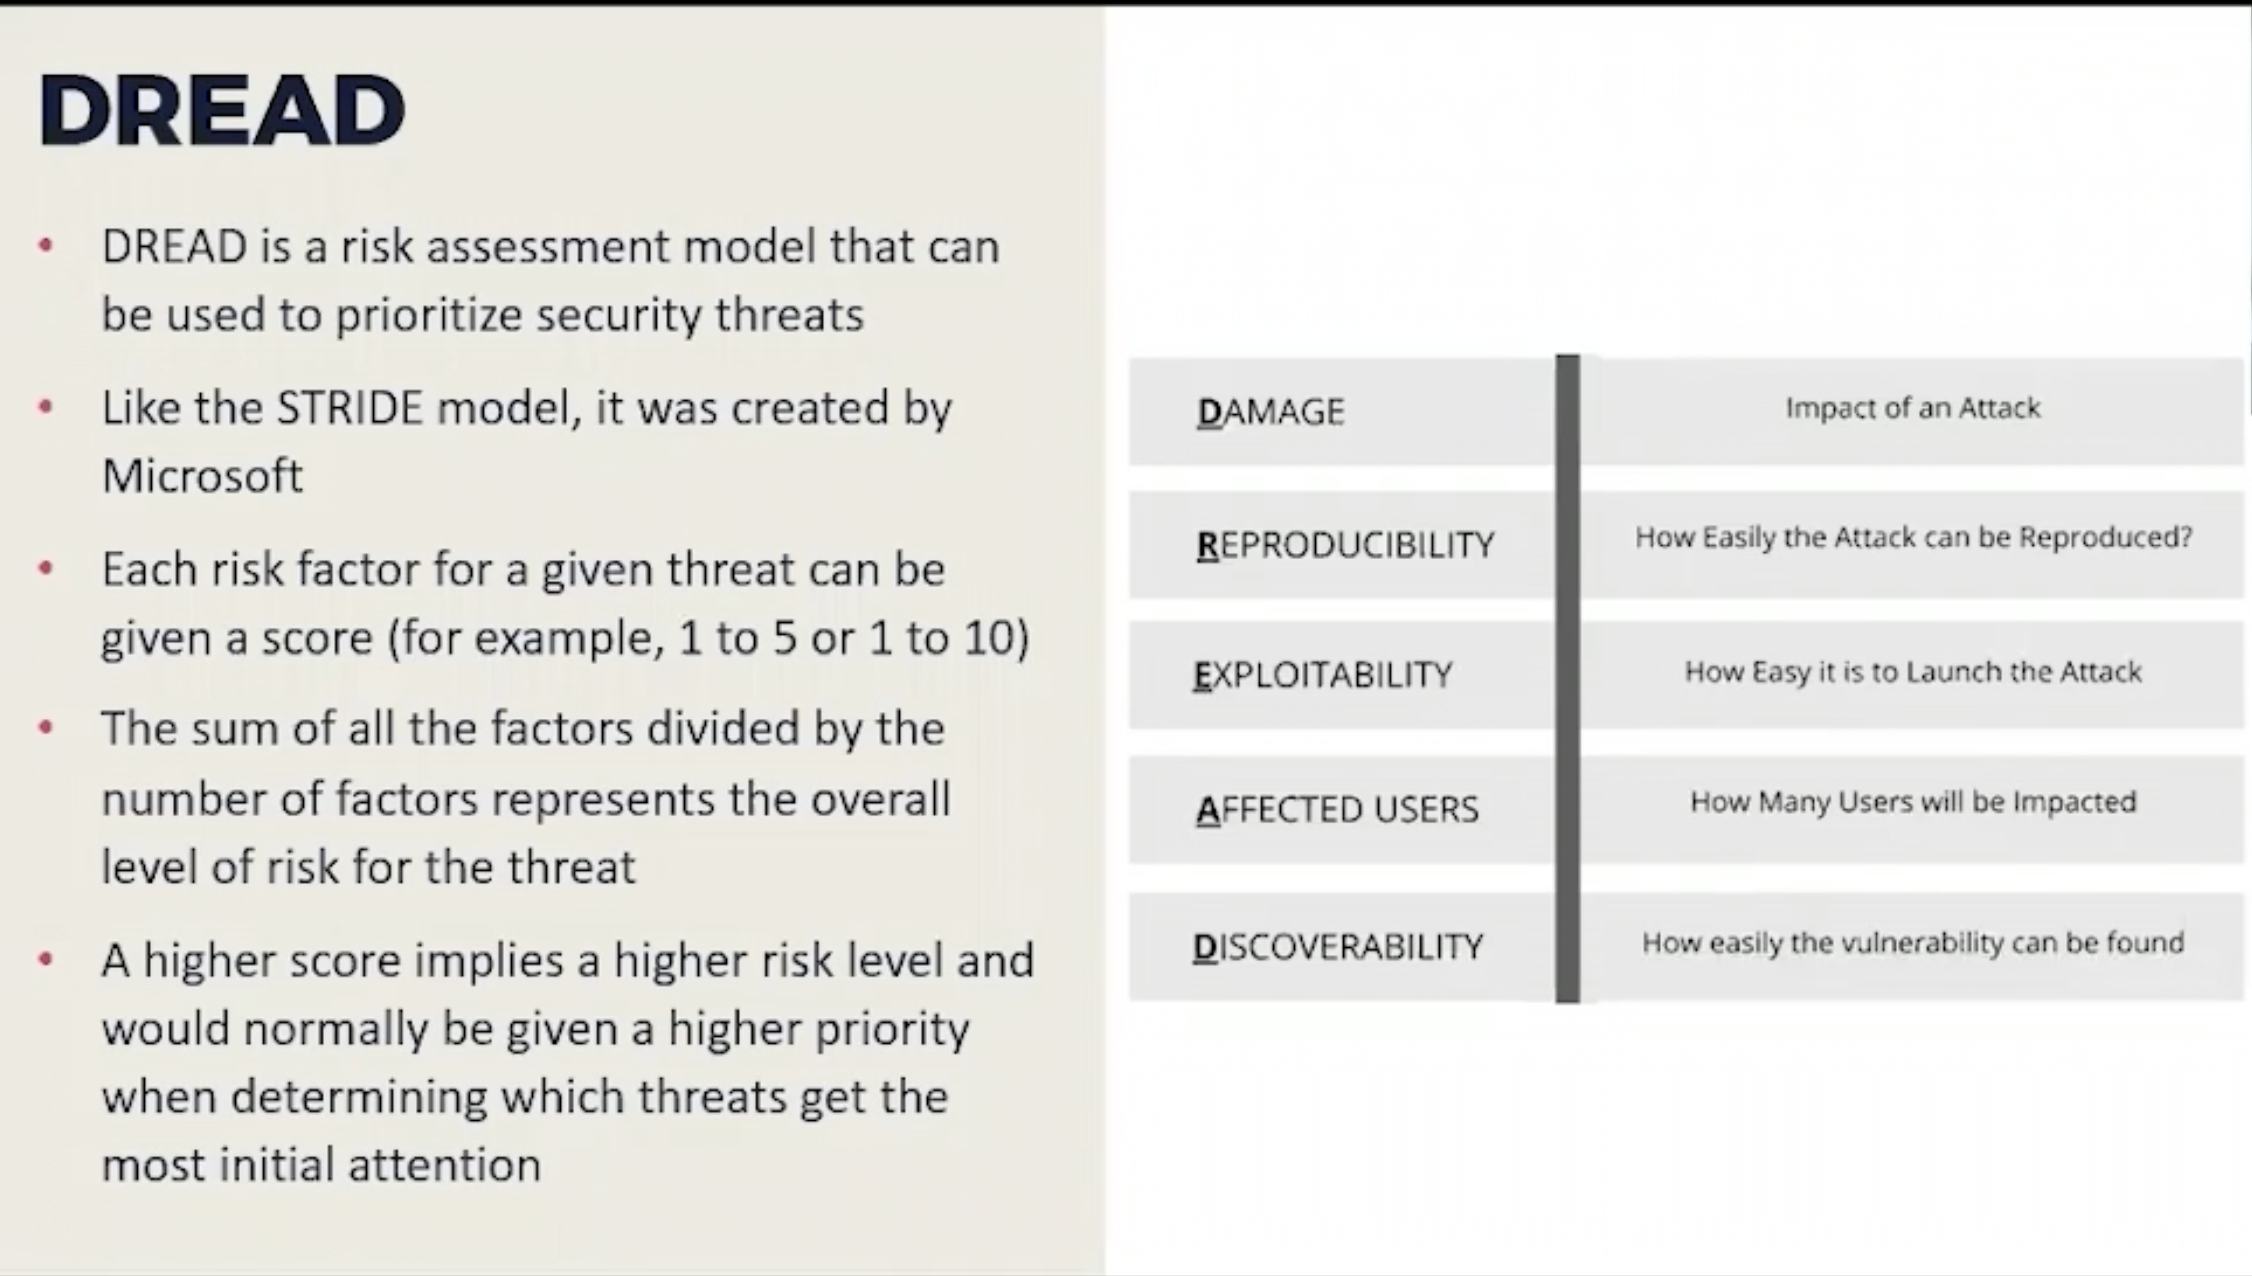 DREAD
• DREAD is a risk assessment model that can
be used to prioritize security threats
• Like the STRIDE model, it was created by
Microsoft
• Each risk factor for a given threat can be
given a score (for example, 1 to 5 or 1 to 10)
• The sum of all the factors divided by the
number of factors represents the overall
level of risk for the threat
• A higher score implies a higher risk level and
would normally be given a higher priority
when determining which threats get the
most initial attention
DAMAGE Impact of an Attack
REPRODUCIBILITY How Easily the Attack can be Reproduced?
EXPLOITABILITY How Easy it is to Launch the Attack
AFFECTED USERS How Many Users will be Impacted
DISCOVERABILITY How easily the vulnerability can be found